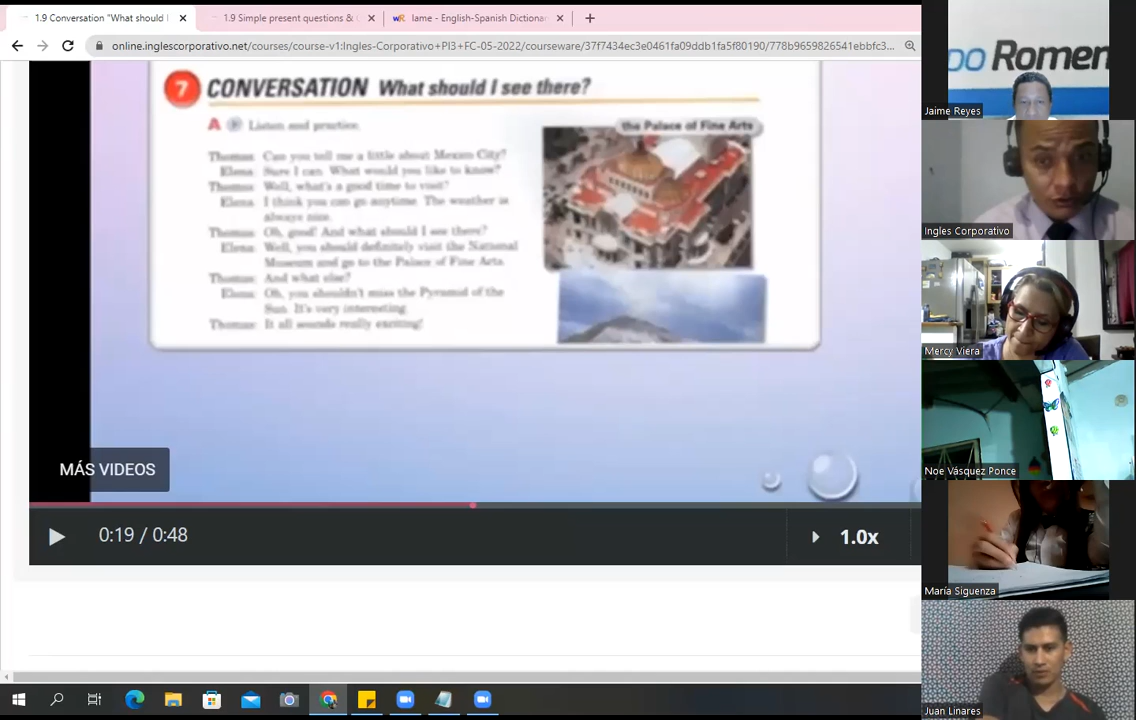 1.9 Conversation "What should I
1.9 Simple present questions &
lame - English-Spanish Dictiona
online.inglescorporativo.net/courses/course-v1:Ingles-Corporativo+PI3+FC-05-2022/courseware/37f7434ec3e0461fa09ddb1fa5f80190/778b9659826541ebbfc3...
7 CONVERSATION What should I see there?
A Listen and practice.
the Palace of Fine Arts
Thomas: Can you tell me a little about Mexico City?
Elena: Sure I can. What would you like to know?
Thomas: Well, what's a good time to visit?
Elena: I think you can go anytime. The weather is
always nice.
Thomas: Oh, good! And what should I see there?
Elena: Well, you should definitely visit the National
Museum and go to the Palace of Fine Arts.
Thomas: And what else?
Elena: Oh, you shouldn't miss the Pyramid of the
Sun. It's very interesting.
Thomas: It all sounds really exciting!
MÁS VIDEOS
0:19 / 0:48
1.0x
po Romen
Jaime Reyes
Ingles Corporativo
Mercy Viera
Noe Vásquez Ponce
María Siguenza
Juan Linares